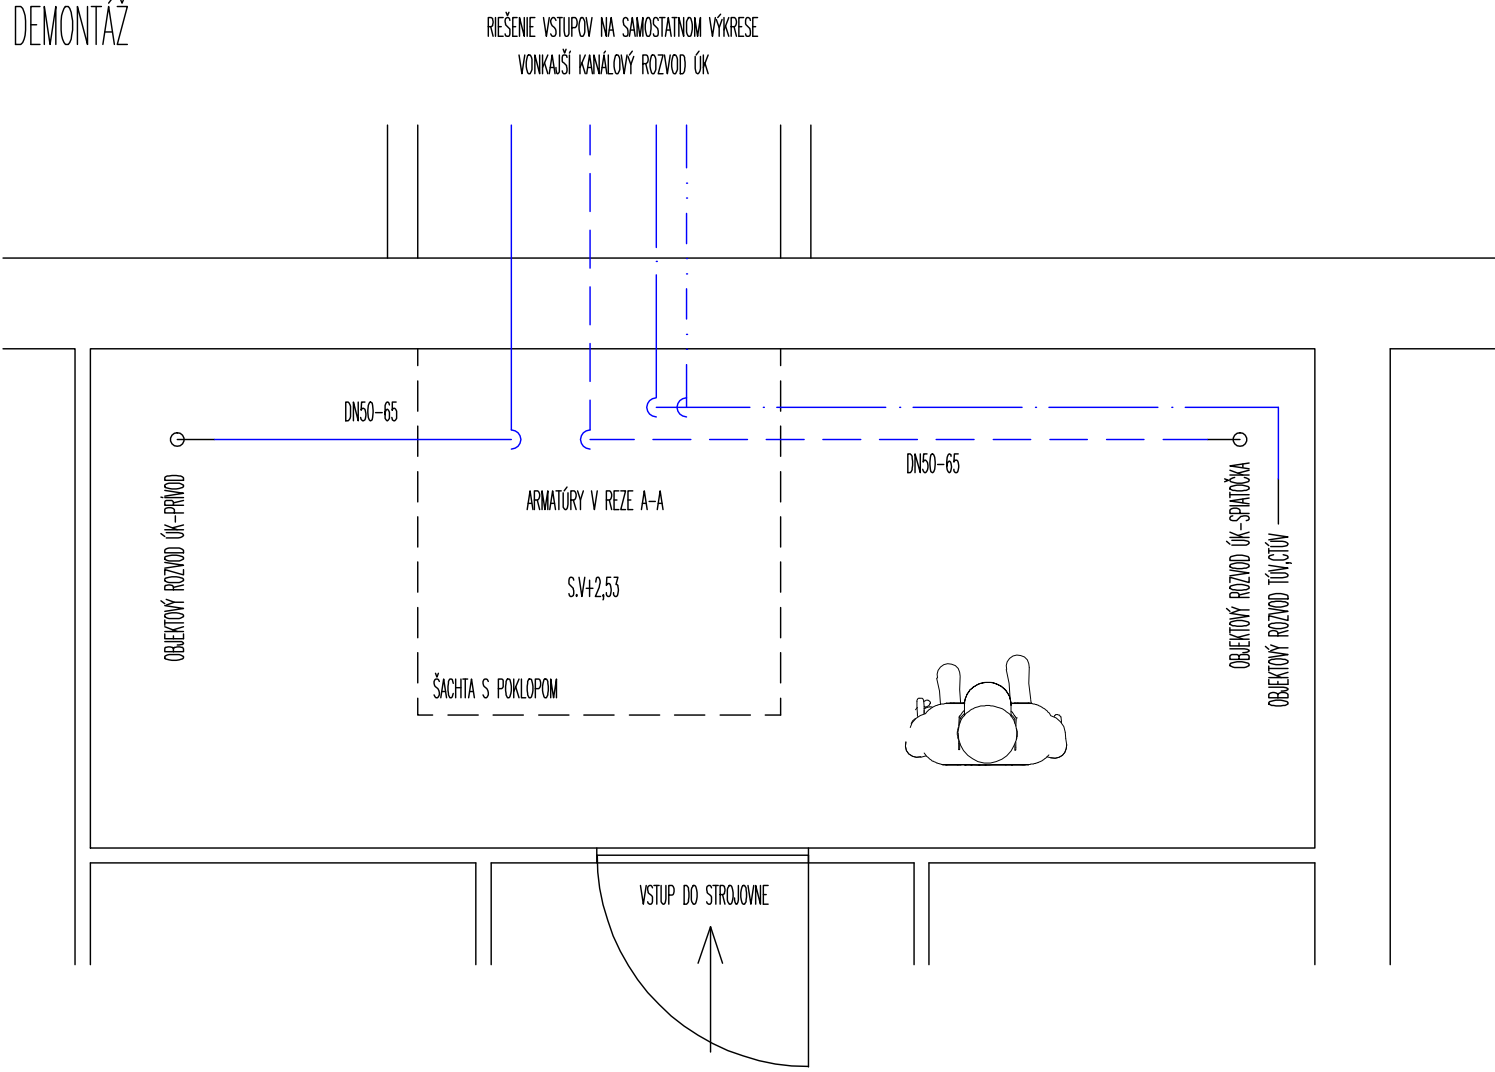 DEMONTÁŽ
RIEŠENIE VSTUPOV NA SAMOSTATNOM VÝKRESE
VONKAJŠÍ KANÁLOVÝ ROZVOD ÚK
DN50-65
DN50-65
OBJEKTOVÝ ROZVOD ÚK-PRÍVOD
ARMATÚRY V REZE A-A
S.V+2,53
ŠACHTA S POKLOPOM
OBJEKTOVÝ ROZVOD ÚK-SPIATOČKA
OBJEKTOVÝ ROZVOD TÚV,CTÚV
VSTUP DO STROJOVNE